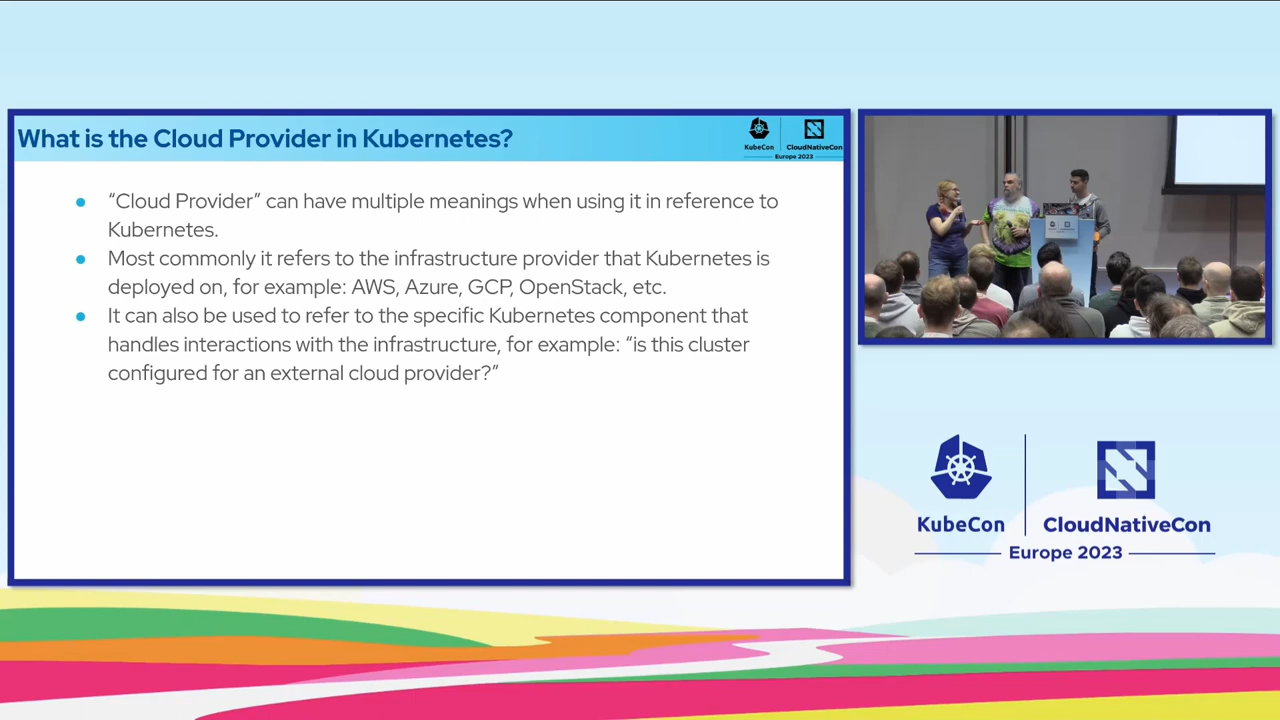 What is the Cloud Provider in Kubernetes?
KubeCon
CloudNativeCon
Europe 2023
“Cloud Provider” can have multiple meanings when using it in reference to
Kubernetes.
Most commonly it refers to the infrastructure provider that Kubernetes is
deployed on, for example: AWS, Azure, GCP, OpenStack, etc.
It can also be used to refer to the specific Kubernetes component that
handles interactions with the infrastructure, for example: “is this cluster
configured for an external cloud provider?”
KubeCon
CloudNativeCon
Europe 2023